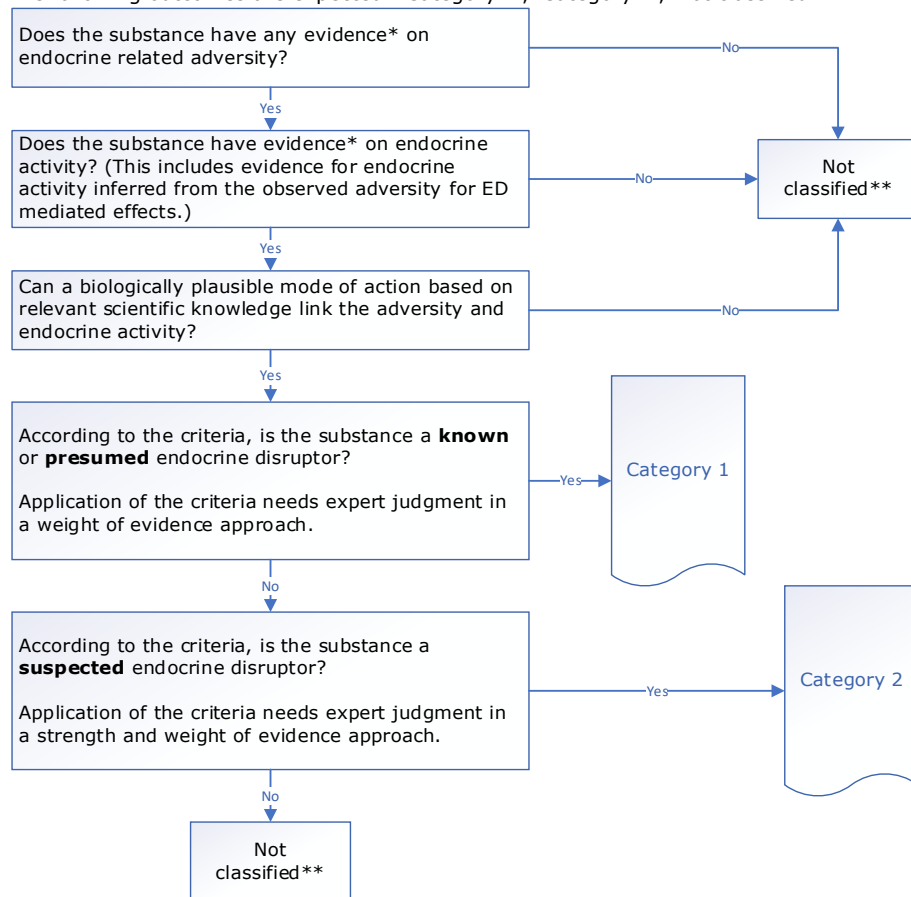 Does the substance have any evidence* on
endocrine related adversity?
No
Yes
Does the substance have evidence* on endocrine
activity? (This includes evidence for endocrine
activity inferred from the observed adversity for ED
mediated effects.)
No
Not
classified**
Yes
Can a biologically plausible mode of action based on
relevant scientific knowledge link the adversity and
endocrine activity?
No
Yes
According to the criteria, is the substance a known
or presumed endocrine disruptor?
Application of the criteria needs expert judgment in
a weight of evidence approach.
Yes
Category 1
No
According to the criteria, is the substance a
suspected endocrine disruptor?
Application of the criteria needs expert judgment in
a strength and weight of evidence approach.
Yes
Category 2
No
Not
classified**